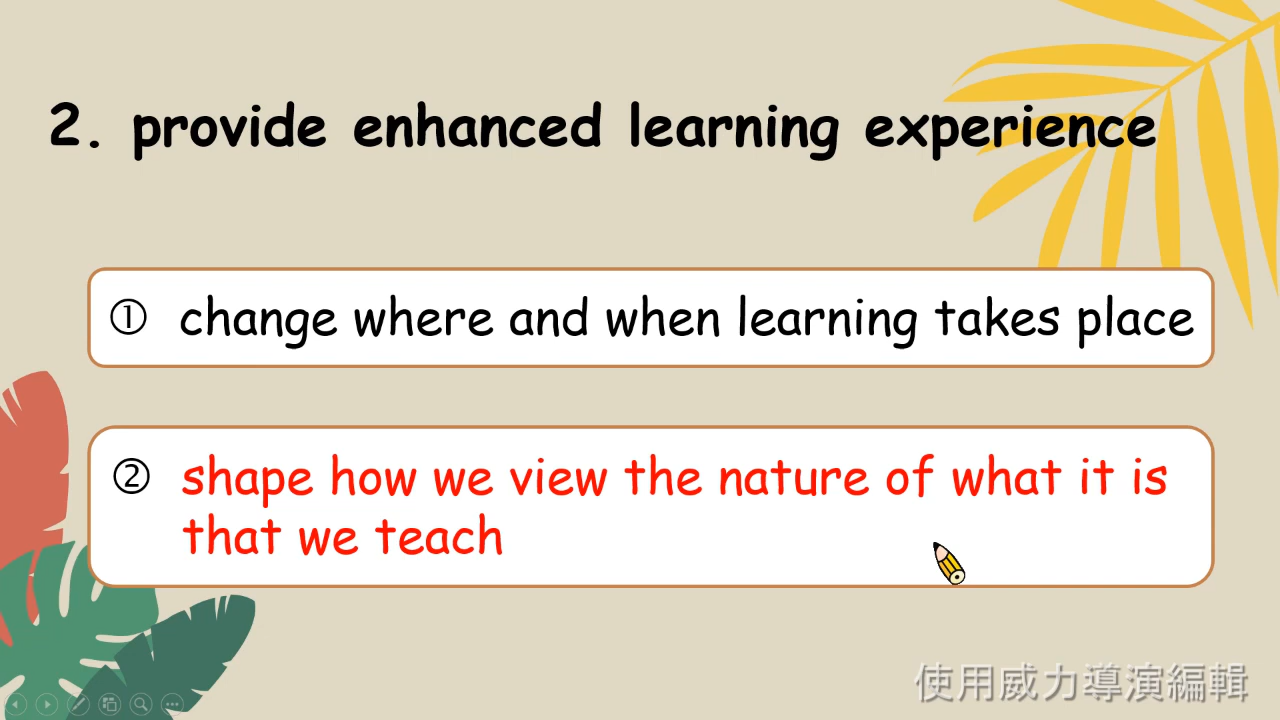 2. provide enhanced learning experience
① change where and when learning takes place
② shape how we view the nature of what it is
that we teach
使用威力導演編輯